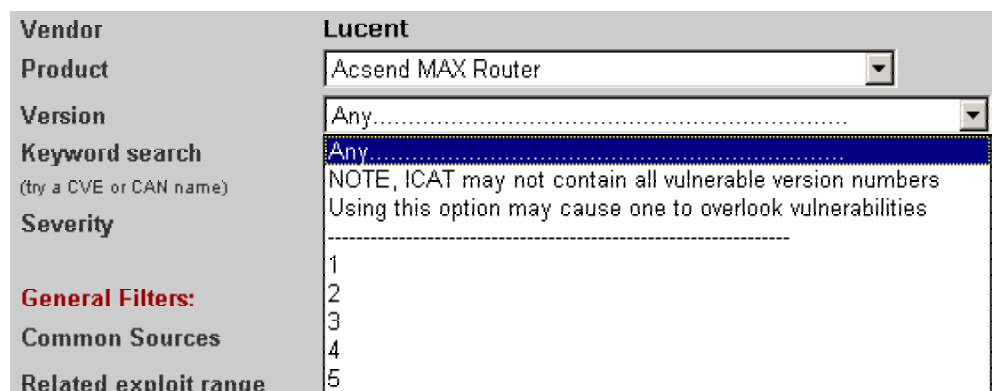 Vendor Lucent
Product Acsend MAX Router
Version Any..................................................................
Keyword search Any..................................................................
(try a CVE or CAN name) NOTE, ICAT may not contain all vulnerable version numbers
Using this option may cause one to overlook vulnerabilities
Severity
------------------------------------------------------------------
1
General Filters: 2
3
Common Sources
4
Related exploit range 5